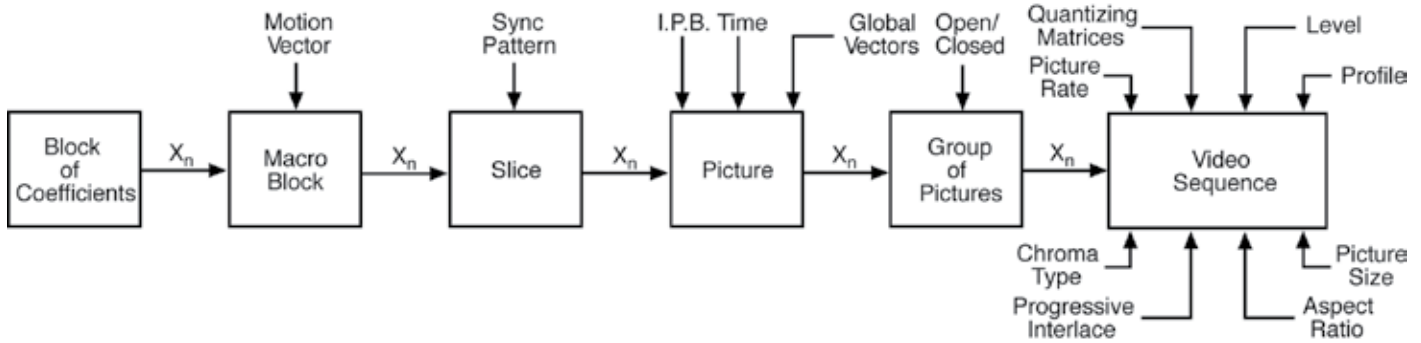 Motion
Vector
Sync
Pattern
I.P.B. Time
Global
Vectors
Open/
Closed
Quantizing
Matrices
Level
Picture
Rate
Profile
Block
of
Coefficients
Xn
Macro
Block
Xn
Slice
Xn
Picture
Xn
Group
of
Pictures
Xn
Video
Sequence
Chroma
Type
Progressive
Interlace
Aspect
Ratio
Picture
Size